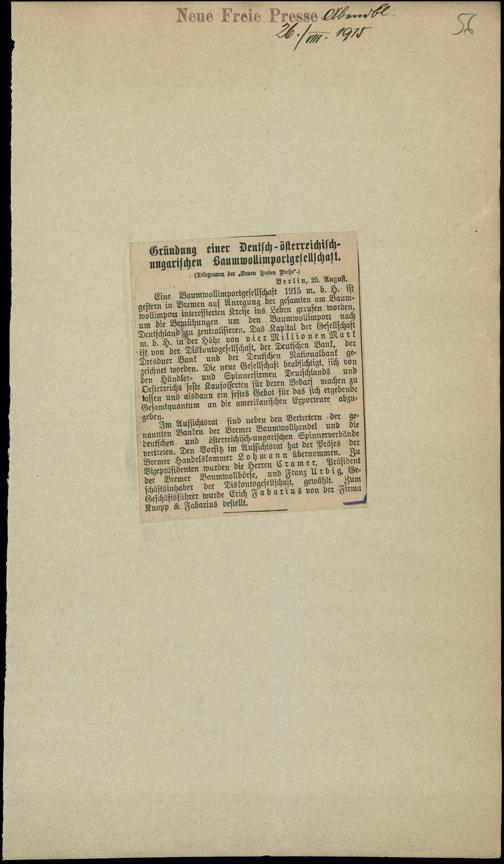 Neue Freie Presse Abendbl.
26./VIII. 1915
56
Gründung einer Deutsch-österreichisch-
ungarischen Baumwollimportgesellschaft.
(Telegramm der „Neuen Freien Presse“.)
Berlin, 25. August.
Eine Baumwollimportgesellschaft 1915 m. b. H. ist
gestern in Bremen auf Anregung der gesamten am Baum-
wollimport interessierten Kreise ins Leben gerufen worden,
um die Bemühungen um den Baumwollimport nach
Deutschland zu zentralisieren. Das Kapital der Gesellschaft
m. b. H. in der Höhe von vier Millionen Mark
ist von der Diskontogesellschaft, der Deutschen Bank, der
Dresdner Bank und der Deutschen Nationalbank ge-
zeichnet worden. Die neue Gesellschaft beabsichtigt, sich von
den Händler- und Spinnerfirmen Deutschlands und
Oesterreichs feste Kaufofferten für deren Bedarf machen zu
lassen und alsdann ein festes Gebot für das sich ergebende
Gesamtquantum an die amerikanischen Exporteure abzu-
geben.
Im Aufsichtsrat sind neben den Vertretern der ge-
nannten Banken der Bremer Baumwollhandel und die
deutschen und österreichisch-ungarischen Spinnerverbände
vertreten. Den Vorsitz im Aufsichtsrat hat der Präses der
Bremer Handelskammer Lohmann übernommen. Zu
Vizepräsidenten wurden die Herren Cramer, Präsident
der Bremer Baumwollbörse, und Franz Urbig, Ge-
schäftsinhaber der Diskontogesellschaft, gewählt. Zum
Geschäftsführer wurde Erich Fabarius von der Firma
Knopp & Fabarius bestellt.